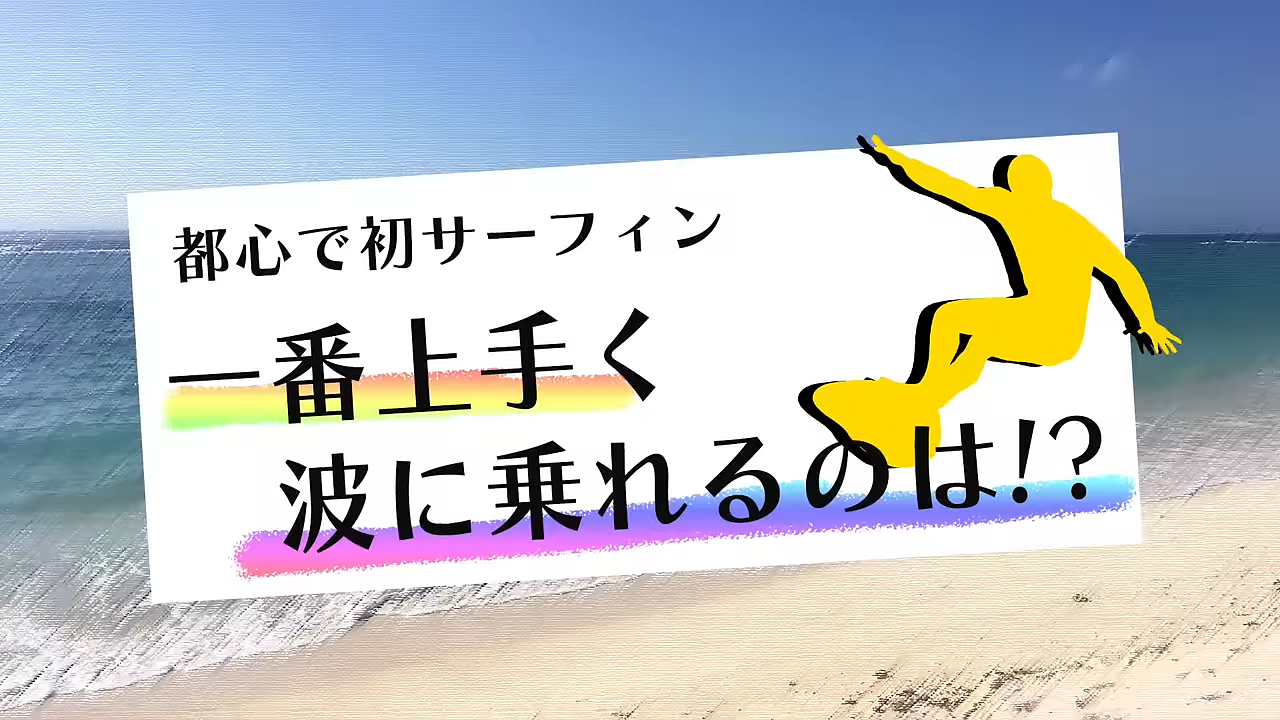 都心で初サーフィン
一番上手く
波に乗れるのは!?